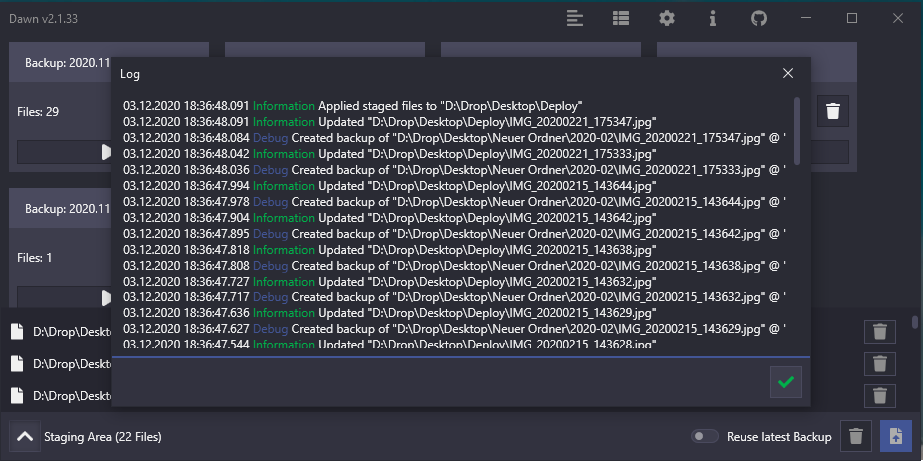 Dawn v2.1.33
Backup: 2020.11
Log
Files: 29
03.12.2020 18:36:48.091 Information Applied staged files to "D:\Drop\Desktop\Deploy"
03.12.2020 18:36:48.091 Information Updated "D:\Drop\Desktop\Deploy\IMG_20200221_175347.jpg"
03.12.2020 18:36:48.084 Debug Created backup of "D:\Drop\Desktop\Neuer Ordner\2020-02\IMG_20200221_175347.jpg" @ '
03.12.2020 18:36:48.042 Information Updated "D:\Drop\Desktop\Deploy\IMG_20200221_175333.jpg"
03.12.2020 18:36:48.036 Debug Created backup of "D:\Drop\Desktop\Neuer Ordner\2020-02\IMG_20200221_175333.jpg" @ '
03.12.2020 18:36:47.994 Information Updated "D:\Drop\Desktop\Deploy\IMG_20200215_143644.jpg"
03.12.2020 18:36:47.978 Debug Created backup of "D:\Drop\Desktop\Neuer Ordner\2020-02\IMG_20200215_143644.jpg" @ '
03.12.2020 18:36:47.904 Information Updated "D:\Drop\Desktop\Deploy\IMG_20200215_143642.jpg"
03.12.2020 18:36:47.895 Debug Created backup of "D:\Drop\Desktop\Neuer Ordner\2020-02\IMG_20200215_143642.jpg" @ '
03.12.2020 18:36:47.818 Information Updated "D:\Drop\Desktop\Deploy\IMG_20200215_143638.jpg"
03.12.2020 18:36:47.808 Debug Created backup of "D:\Drop\Desktop\Neuer Ordner\2020-02\IMG_20200215_143638.jpg" @ '
03.12.2020 18:36:47.727 Information Updated "D:\Drop\Desktop\Deploy\IMG_20200215_143632.jpg"
03.12.2020 18:36:47.717 Debug Created backup of "D:\Drop\Desktop\Neuer Ordner\2020-02\IMG_20200215_143632.jpg" @ '
03.12.2020 18:36:47.636 Information Updated "D:\Drop\Desktop\Deploy\IMG_20200215_143629.jpg"
03.12.2020 18:36:47.627 Debug Created backup of "D:\Drop\Desktop\Neuer Ordner\2020-02\IMG_20200215_143629.jpg" @ '
03.12.2020 18:36:47.544 Information Updated "D:\Drop\Desktop\Deploy\IMG_20200215_143628.jpg"
Backup: 2020.11
Files: 1
D:\Drop\Deskto
D:\Drop\Deskto
D:\Drop\Deskto
Staging Area (22 Files)
Reuse latest Backup